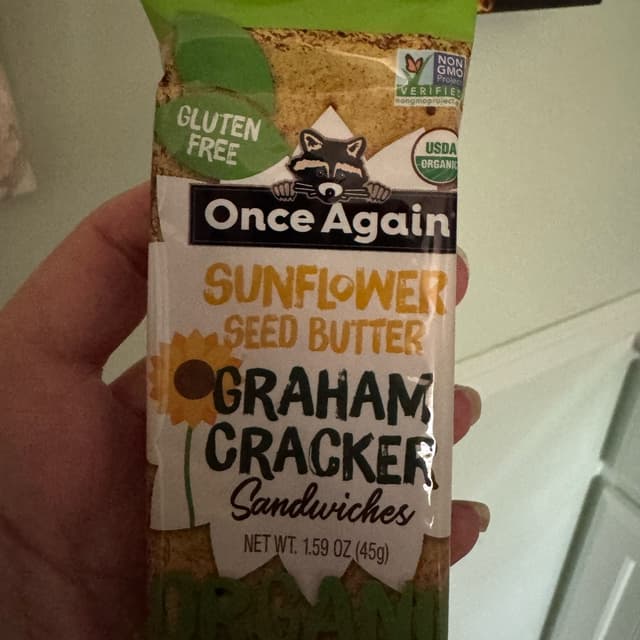 NON
GMO
Project
VERIFIED
nongmoproject.org
GLUTEN
FREE
USDA
ORGANIC
Once Again
SUNFLOWER
SEED BUTTER
GRAHAM
CRACKER
Sandwiches
NET WT. 1.59 OZ (45g)
ORGANIC